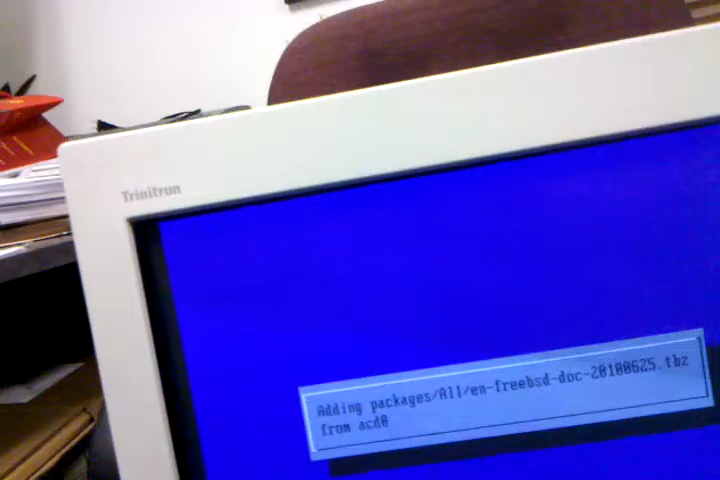 Trinitron
Adding packages/All/en-freebsd-doc-20100625.tbz
from acd0